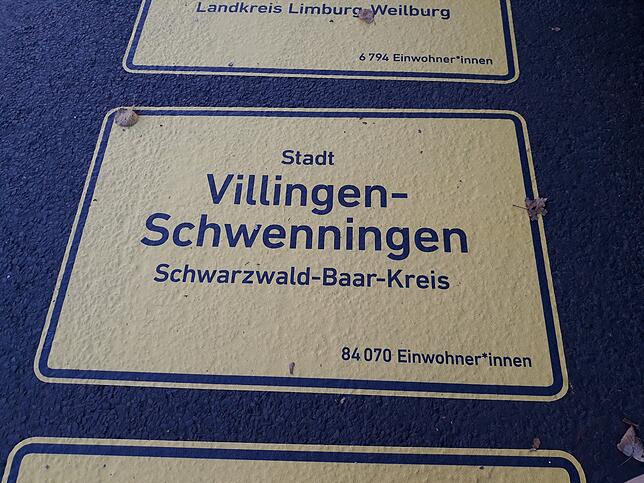 Landkreis Limburg-Weilburg
6 794 Einwohner*innen
Stadt
Villingen-
Schwenningen
Schwarzwald-Baar-Kreis
84 070 Einwohner*innen